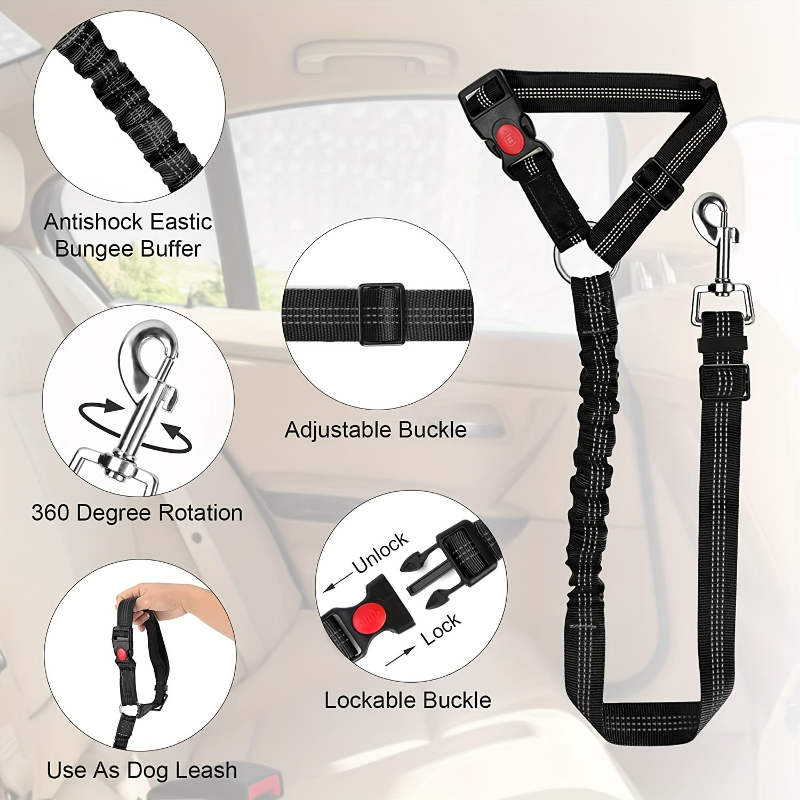 Antishock Eastic
Bungee Buffer
Adjustable Buckle
360 Degree Rotation
Unlock
Lock
Lockable Buckle
Use As Dog Leash